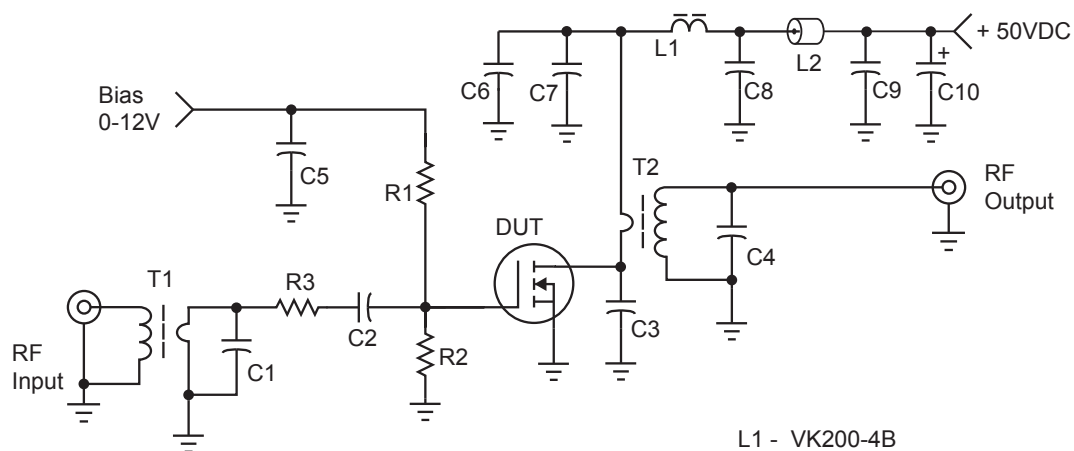 L1
+ 50VDC
L2
C6
C7
C8
C9
+
C10
Bias
0-12V
C5
R1
T2
RF
Output
DUT
C4
T1
R3
C3
C2
RF
Input
C1
R2
L1 - VK200-4B